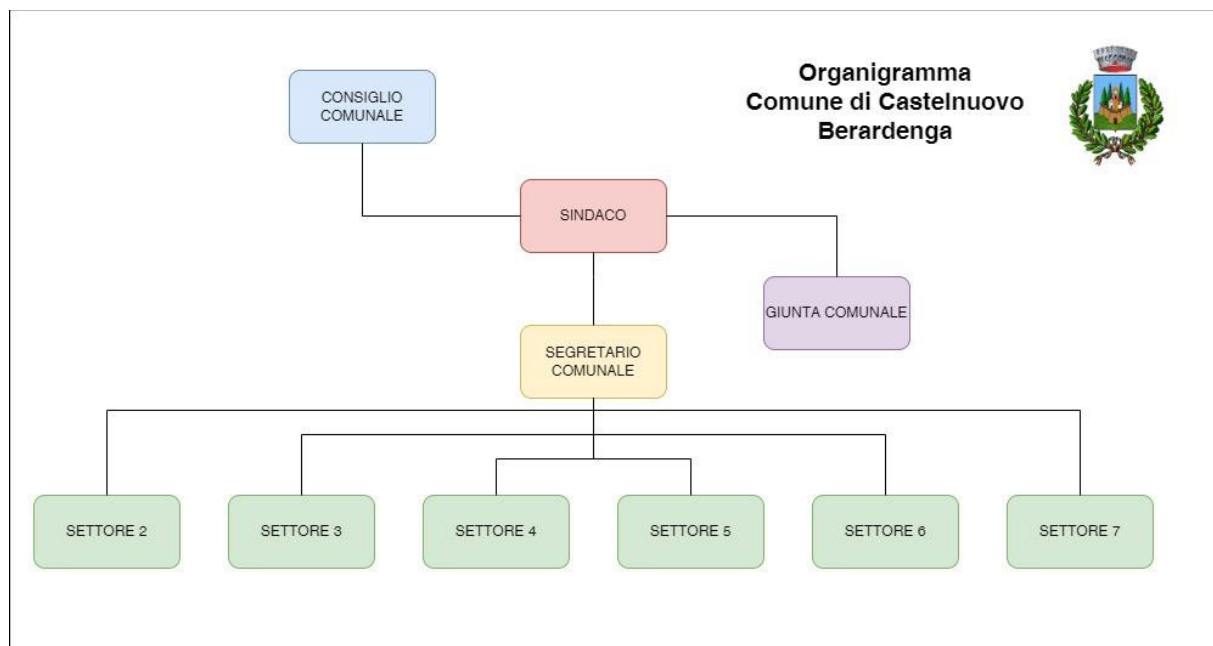 Organigramma
Comune di Castelnuovo
Berardenga
CONSIGLIO
COMUNALE
SINDACO
GIUNTA COMUNALE
SEGRETARIO
COMUNALE
SETTORE 2
SETTORE 3
SETTORE 4
SETTORE 5
SETTORE 6
SETTORE 7